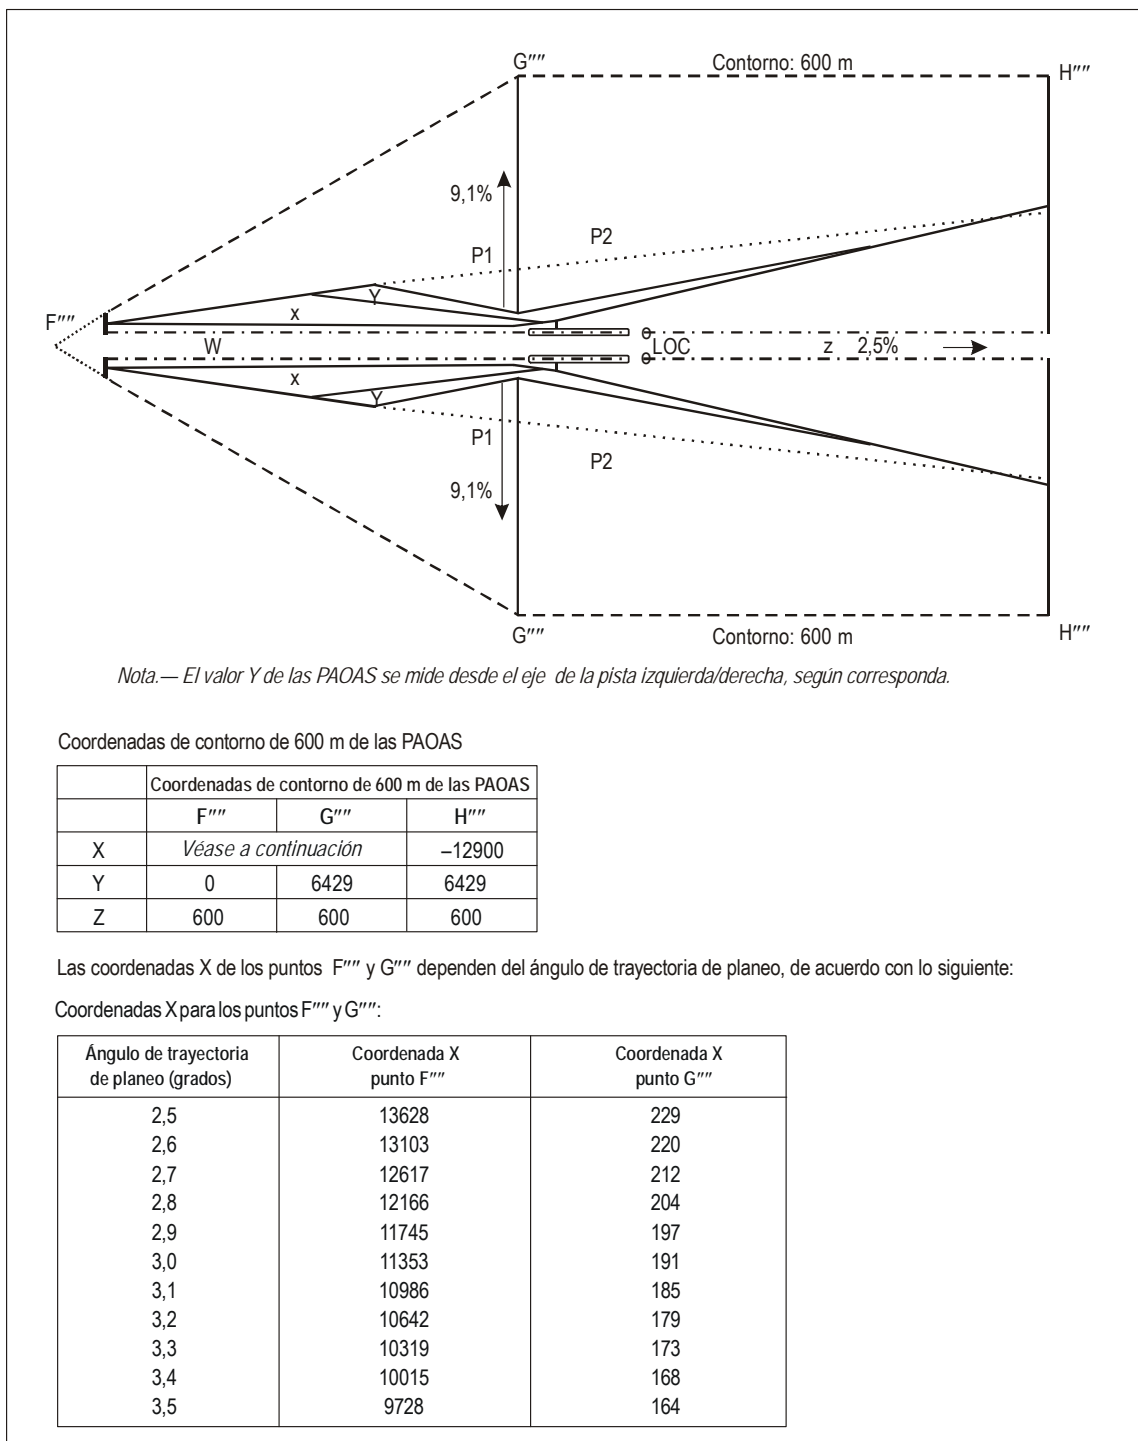 G″″ Contorno: 600 m H″″
9,1%
P2
P1
Y
x
F″″
W LOC z 2,5%
x
Y
P1
P2
9,1%
G″″ Contorno: 600 m H″″
Nota.— El valor Y de las PAOAS se mide desde el eje de la pista izquierda/derecha, según corresponda.
Coordenadas de contorno de 600 m de las PAOAS
Coordenadas de contorno de 600 m de las PAOAS
F″″ G″″ H″″
X Véase a continuación –12900
Y 0 6429 6429
Z 600 600 600
Las coordenadas X de los puntos F″″ y G″″ dependen del ángulo de trayectoria de planeo, de acuerdo con lo siguiente:
Coordenadas X para los puntos F″″ y G″″:
Ángulo de trayectoria Coordenada X Coordenada X
de planeo (grados) punto F″″ punto G″″
2,5 13628 229
2,6 13103 220
2,7 12617 212
2,8 12166 204
2,9 11745 197
3,0 11353 191
3,1 10986 185
3,2 10642 179
3,3 10319 173
3,4 10015 168
3,5 9728 164